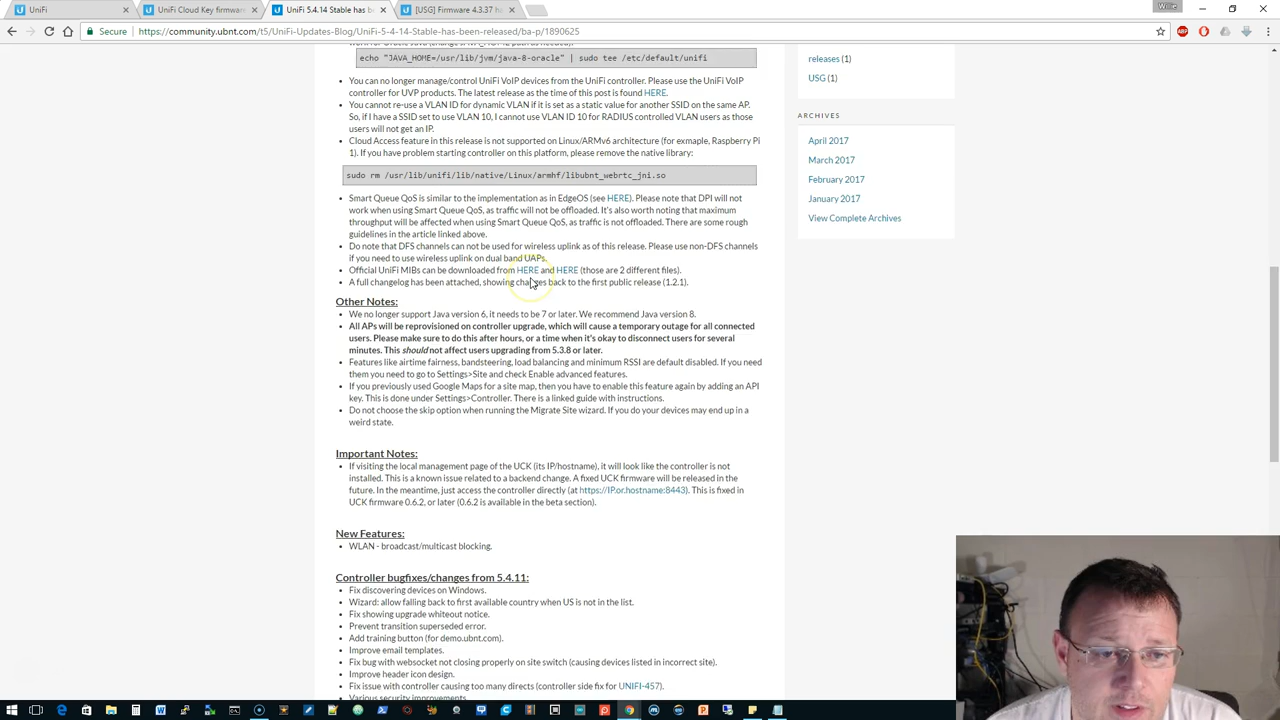 UniFi
UniFi Cloud Key firmware
UniFi 5.4.14 Stable has be
[USG] Firmware 4.3.37 ha
Willie
Secure
https://community.ubnt.com/t5/UniFi-Updates-Blog/UniFi-5-4-14-Stable-has-been-released/ba-p/1890625
echo "JAVA_HOME=/usr/lib/jvm/java-8-oracle" | sudo tee /etc/default/unifi
You can no longer manage/control UniFi VoIP devices from the UniFi controller. Please use the UniFi VoIP
controller for UVP products. The latest release as the time of this post is found HERE.
You cannot re-use a VLAN ID for dynamic VLAN if it is set as a static value for another SSID on the same AP.
So, if I have a SSID set to use VLAN 10, I cannot use VLAN ID 10 for RADIUS controlled VLAN users as those
users will not get an IP.
Cloud Access feature in this release is not supported on Linux/ARMv6 architecture (for exmaple, Raspberry Pi
1). If you have problem starting controller on this platform, please remove the native library:
sudo rm /usr/lib/unifi/lib/native/Linux/armhf/libubnt_webrtc_jni.so
Smart Queue QoS is similar to the implementation as in EdgeOS (see HERE). Please note that DPI will not
work when using Smart Queue QoS, as traffic will not be offloaded. It's also worth noting that maximum
throughput will be affected when using Smart Queue QoS, as traffic is not offloaded. There are some rough
guidelines in the article linked above.
Do note that DFS channels can not be used for wireless uplink as of this release. Please use non-DFS channels
if you need to use wireless uplink on dual band UAPs.
Official UniFi MIBs can be downloaded from HERE and HERE (those are 2 different files).
A full changelog has been attached, showing changes back to the first public release (1.2.1).
Other Notes:
We no longer support Java version 6, it needs to be 7 or later. We recommend Java version 8.
All APs will be reprovisioned on controller upgrade, which will cause a temporary outage for all connected
users. Please make sure to do this after hours, or a time when it's okay to disconnect users for several
minutes. This should not affect users upgrading from 5.3.8 or later.
Features like airtime fairness, bandsteering, load balancing and minimum RSSI are default disabled. If you need
them you need to go to Settings>Site and check Enable advanced features.
If you previously used Google Maps for a site map, then you have to enable this feature again by adding an API
key. This is done under Settings>Controller. There is a linked guide with instructions.
Do not choose the skip option when running the Migrate Site wizard. If you do your devices may end up in a
weird state.
Important Notes:
If visiting the local management page of the UCK (its IP/hostname), it will look like the controller is not
installed. This is a known issue related to a backend change. A fixed UCK firmware will be released in the
future. In the meantime, just access the controller directly (at https://IP.or.hostname:8443). This is fixed in
UCK firmware 0.6.2, or later (0.6.2 is available in the beta section).
New Features:
WLAN - broadcast/multicast blocking.
Controller bugfixes/changes from 5.4.11:
Fix discovering devices on Windows.
Wizard: allow falling back to first available country when US is not in the list.
Fix showing upgrade whiteout notice.
Prevent transition superseded error.
Add training button (for demo.ubnt.com).
Improve email templates.
Fix bug with websocket not closing properly on site switch (causing devices listed in incorrect site).
Improve header icon design.
Fix issue with controller causing too many directs (controller side fix for UNIFI-457).
Various security improvements.
releases (1)
USG (1)
ARCHIVES
April 2017
March 2017
February 2017
January 2017
View Complete Archives